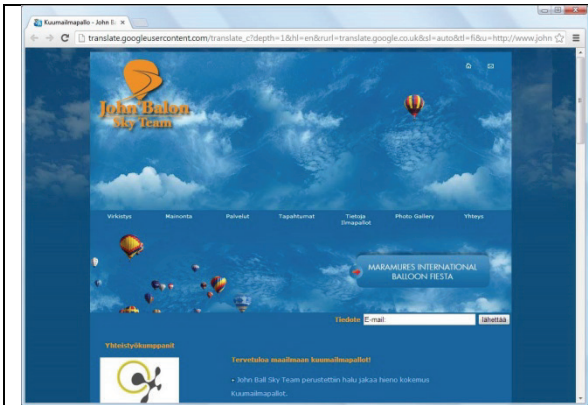 Kuumailmapallo - John B
translate.googleusercontent.com/translate_c?depth=1&hl=en&rurl=translate.google.co.uk&sl=auto&tl=fi&u=http://www.john
John Balon
Sky Team
Virkistys Mainonta Palvelut Tapahtumat Tietoja Ilmapallot Photo Gallery Yhteys
MARAMURES INTERNATIONAL
BALLOON FIESTA
Tiedote E-mail: lähettää
Yhteistyökumppanit
Tervetuloa maailmaan kuumailmapallot!
John Ball Sky Team perustettiin halu jakaa hieno kokemus
Kuumailmapallot.